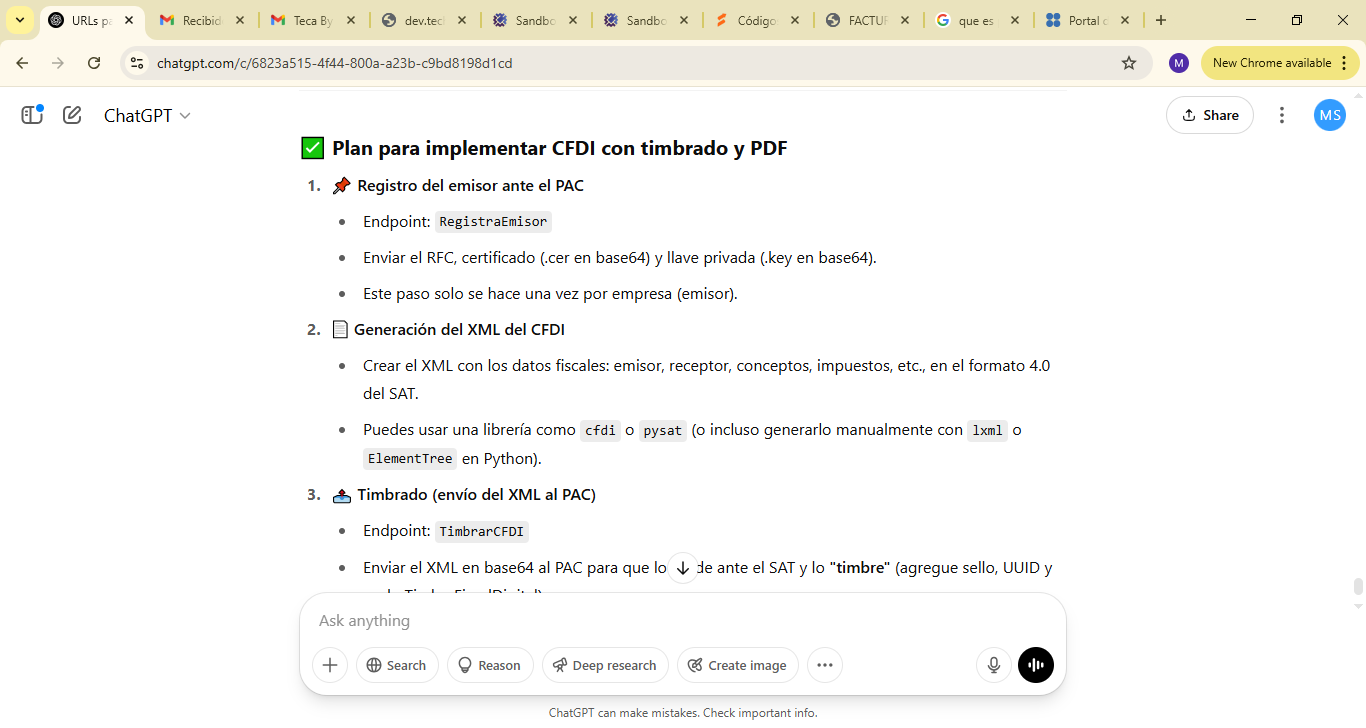 URLs pa
Recibid
Teca By
dev.tec
Sandbo
Sandbo
Código
FACTUF
que es
Portal d
chatgpt.com/c/6823a515-4f44-800a-a23b-c9bd8198d1cd
M
New Chrome available
ChatGPT
Share
MS
Plan para implementar CFDI con timbrado y PDF
1. Registro del emisor ante el PAC
• Endpoint: RegistraEmisor
• Enviar el RFC, certificado (.cer en base64) y llave privada (.key en base64).
• Este paso solo se hace una vez por empresa (emisor).
2. Generación del XML del CFDI
• Crear el XML con los datos fiscales: emisor, receptor, conceptos, impuestos, etc., en el formato 4.0
del SAT.
• Puedes usar una librería como cfdi o pysat (o incluso generarlo manualmente con lxml o
ElementTree en Python).
3. Timbrado (envío del XML al PAC)
• Endpoint: TimbrarCFDI
• Enviar el XML en base64 al PAC para que lo de ante el SAT y lo "timbre" (agregue sello, UUID y
Ask anything
Search
Reason
Deep research
Create image
ChatGPT can make mistakes. Check important info.